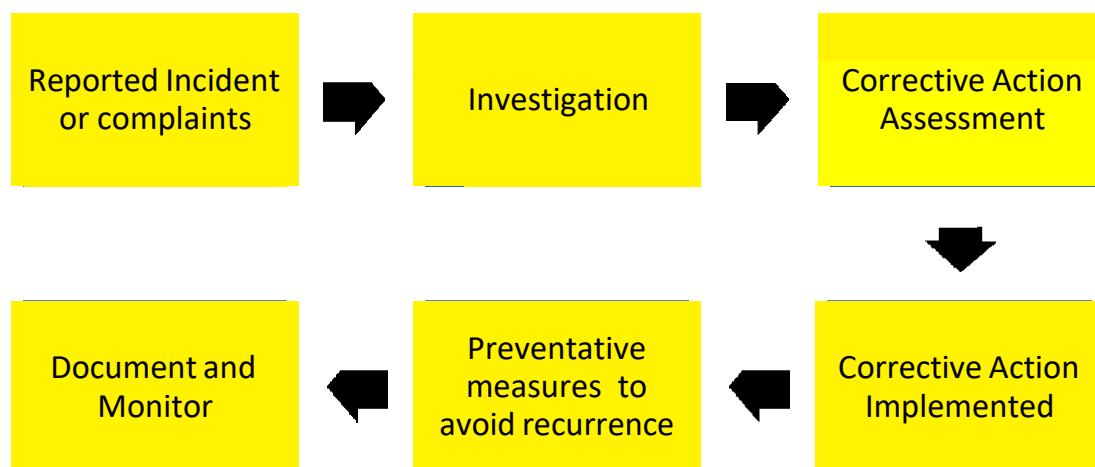 Reported Incident
or complaints
Investigation
Corrective Action
Assessment
Corrective Action
Implemented
Preventative
measures to
avoid recurrence
Document and
Monitor